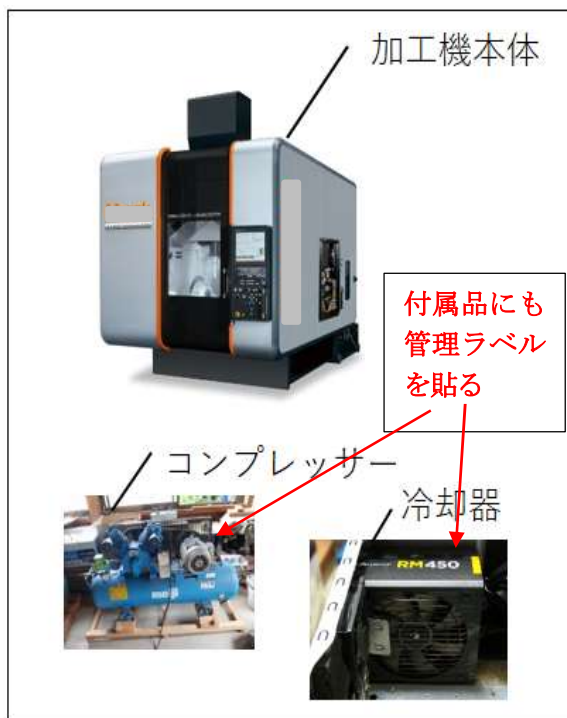 加工機本体
付属品にも
管理ラベル
を貼る
コンプレッサー
冷却器
RM450